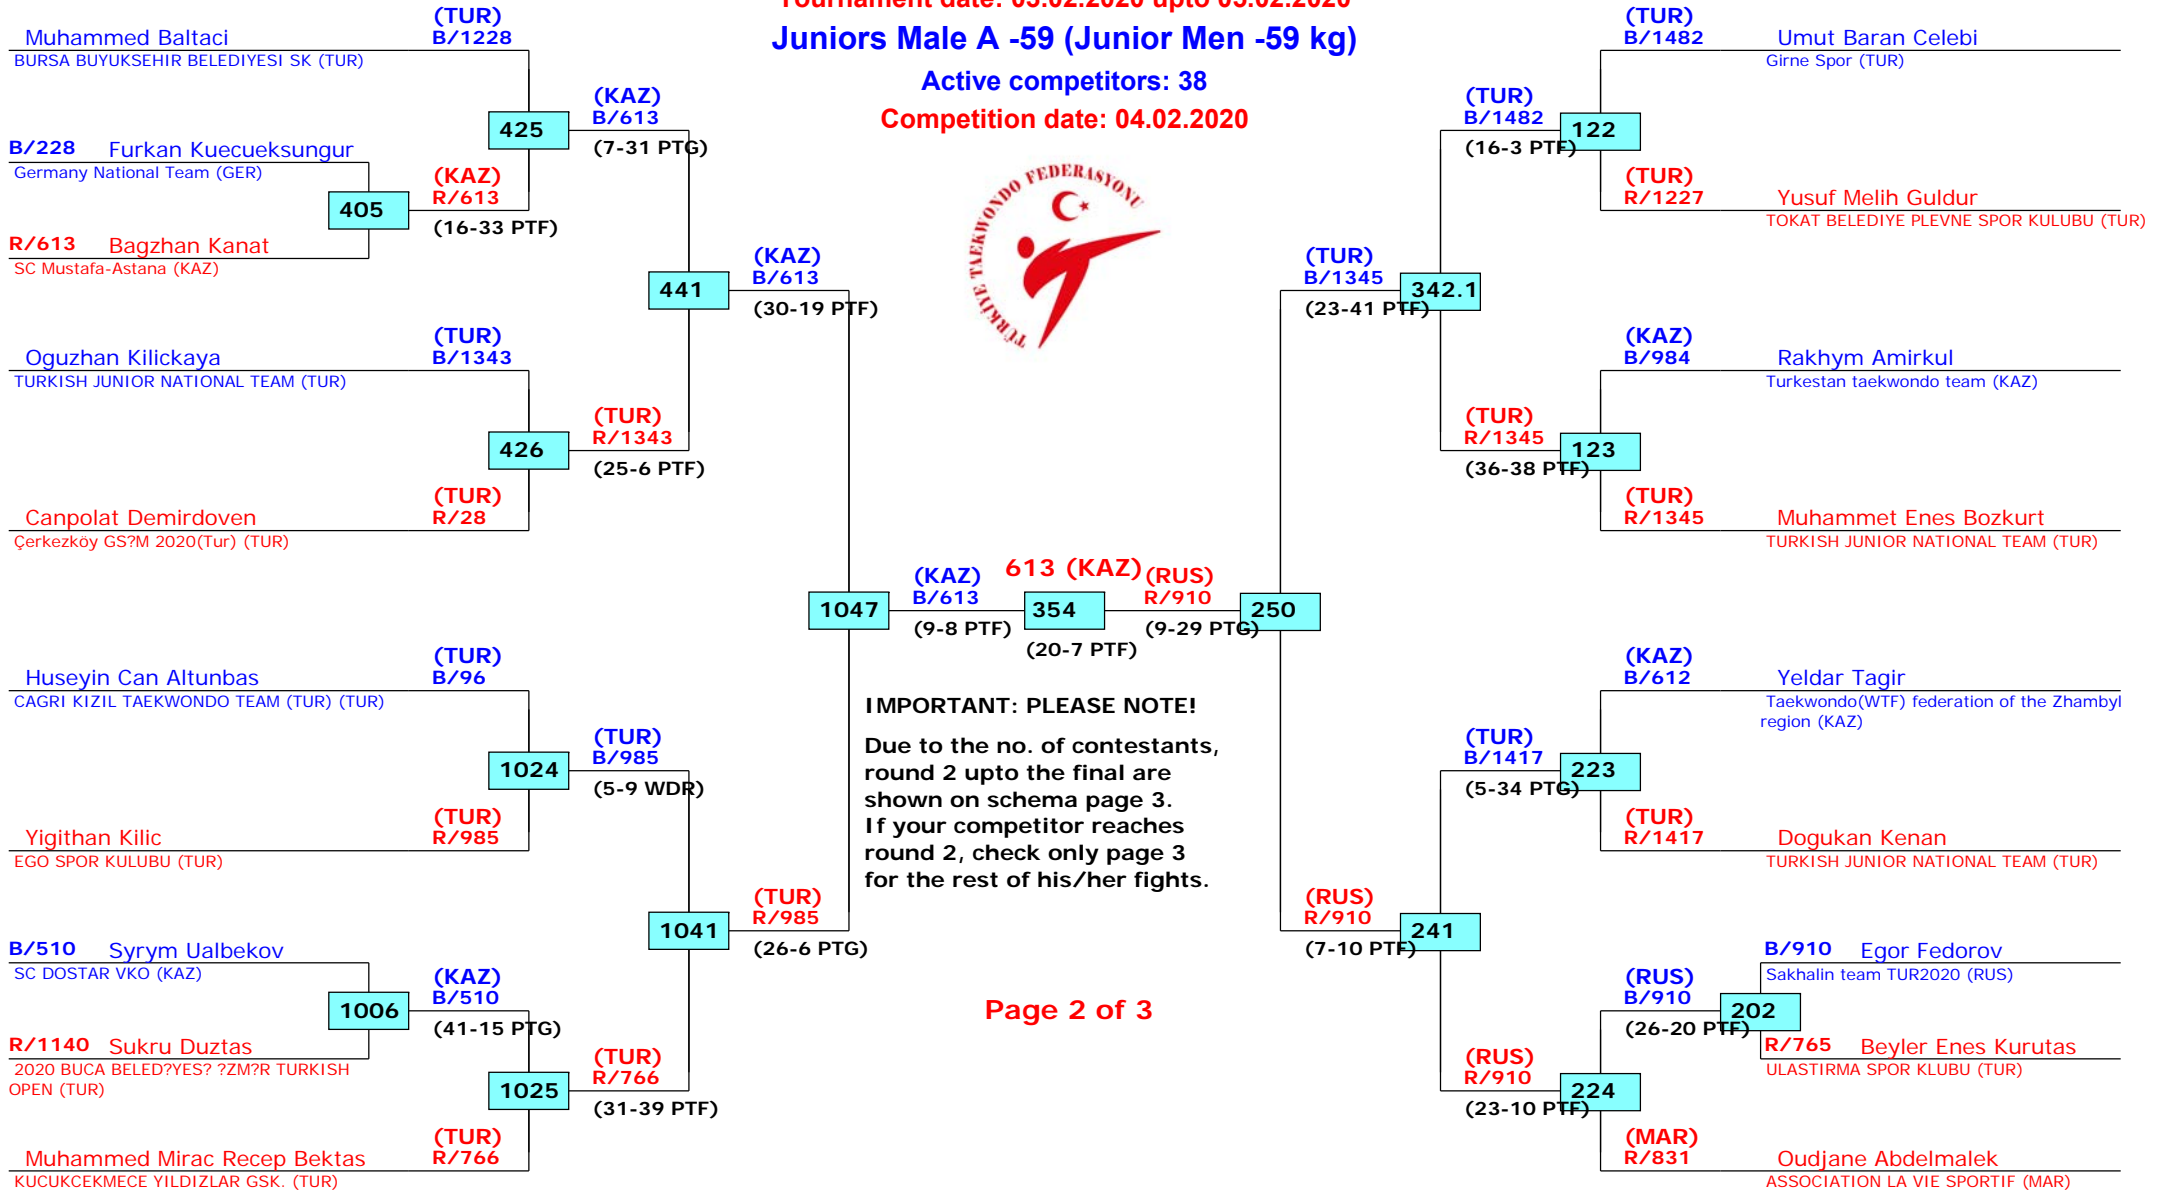 Tournament date: 03.02.2020 upto 05.02.2020
Juniors Male A -59 (Junior Men -59 kg)
Active competitors: 38
Competition date: 04.02.2020
TÜRKİYE TAEKWONDO FEDERASYONU
(TUR)
Muhammed Baltaci B/1228
BURSA BUYUKSEHIR BELEDIYESI SK (TUR)
(KAZ)
425 B/613
(7-31 PTG)
B/228 Furkan Kuecueksungur
Germany National Team (GER)
(KAZ)
405 R/613
(16-33 PTF)
R/613 Bagzhan Kanat
SC Mustafa-Astana (KAZ)
(KAZ)
441 B/613
(30-19 PTF)
(TUR)
Oguzhan Kilickaya B/1343
TURKISH JUNIOR NATIONAL TEAM (TUR)
(TUR)
426 R/1343
(25-6 PTF)
(TUR)
Canpolat Demirdoven R/28
Çerkezköy GS?M 2020(Tur) (TUR)
(KAZ)
1047 B/613
(9-8 PTF)
613 (KAZ)
354
(20-7 PTF)
(RUS)
R/910 250
(9-29 PTG)
(TUR)
Huseyin Can Altunbas B/96
CAGRI KIZIL TAEKWONDO TEAM (TUR) (TUR)
(TUR)
1024 B/985
(5-9 WDR)
(TUR)
Yigithan Kilic R/985
EGO SPOR KULUBU (TUR)
(TUR)
1041 R/985
(26-6 PTG)
B/510 Syrym Ualbekov
SC DOSTAR VKO (KAZ)
(KAZ)
1006 B/510
(41-15 PTG)
R/1140 Sukru Duztas
2020 BUCA BELED?YES? ?ZM?R TURKISH
OPEN (TUR)
(TUR)
1025 R/766
(31-39 PTF)
(TUR)
Muhammed Mirac Recep Bektas R/766
KUCUKCEKMECE YILDIZLAR GSK. (TUR)
IMPORTANT: PLEASE NOTE!
Due to the no. of contestants,
round 2 upto the final are
shown on schema page 3.
If your competitor reaches
round 2, check only page 3
for the rest of his/her fights.
Page 2 of 3
(TUR)
B/1482 Umut Baran Celebi
Girne Spor (TUR)
(TUR)
B/1482 122
(16-3 PTF)
(TUR)
R/1227 Yusuf Melih Guldur
TOKAT BELEDIYE PLEVNE SPOR KULUBU (TUR)
(TUR)
B/1345 342.1
(23-41 PTF)
(KAZ)
B/984 Rakhym Amirkul
Turkestan taekwondo team (KAZ)
(TUR)
R/1345 123
(36-38 PTF)
(TUR)
R/1345 Muhammet Enes Bozkurt
TURKISH JUNIOR NATIONAL TEAM (TUR)
(KAZ)
B/612 Yeldar Tagir
Taekwondo(WTF) federation of the Zhambyl
region (KAZ)
(TUR)
B/1417 223
(5-34 PTG)
(TUR)
R/1417 Dogukan Kenan
TURKISH JUNIOR NATIONAL TEAM (TUR)
(RUS)
R/910 241
(7-10 PTF)
B/910 Egor Fedorov
Sakhalin team TUR2020 (RUS)
(RUS)
B/910 202
(26-20 PTF)
R/765 Beyler Enes Kurutas
ULASTIRMA SPOR KLUBU (TUR)
(RUS)
R/910 224
(23-10 PTF)
(MAR)
R/831 Oudjane Abdelmalek
ASSOCIATION LA VIE SPORTIF (MAR)